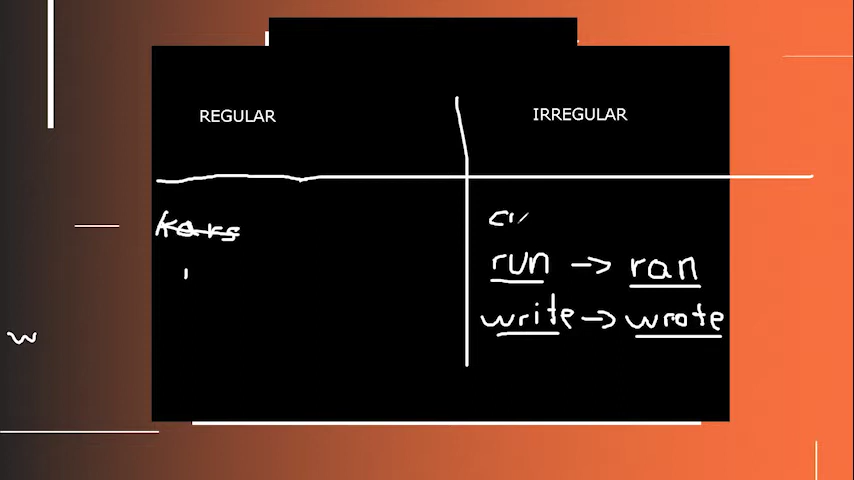 REGULAR
IRREGULAR
run → ran
write → wrote